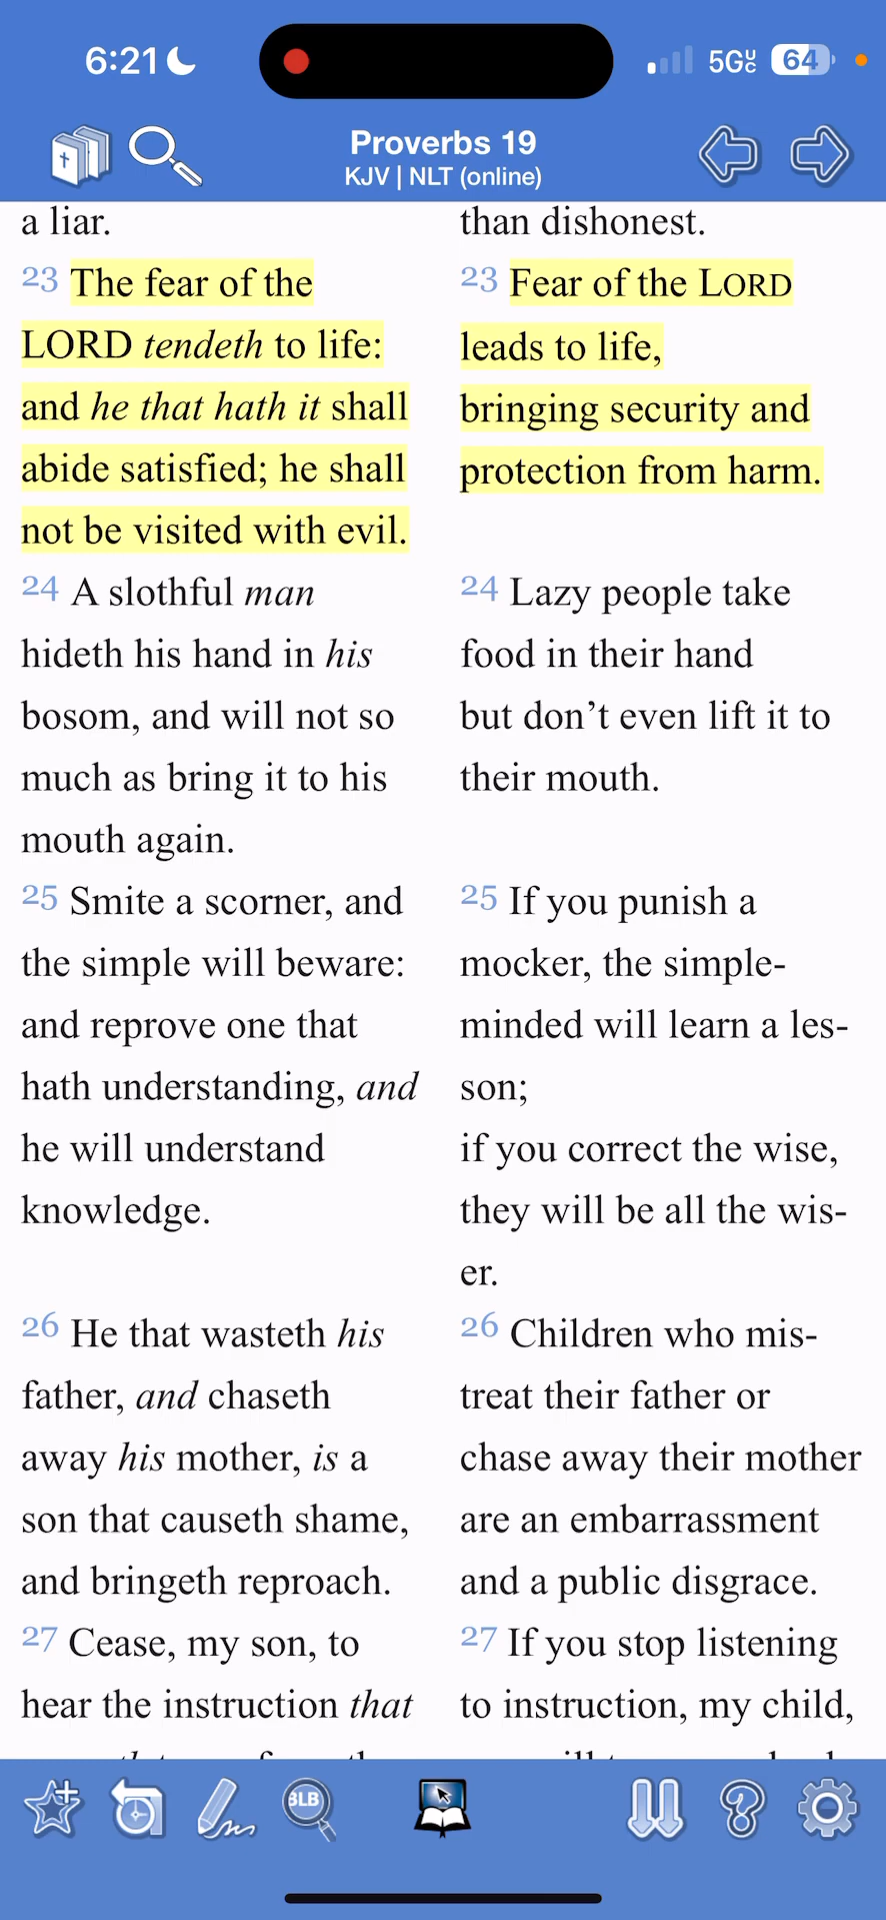 6:21
5G
64
Proverbs 19
KJV | NLT (online)
a liar.
23 The fear of the
LORD tendeth to life:
and he that hath it shall
abide satisfied; he shall
not be visited with evil.
24 A slothful man
hideth his hand in his
bosom, and will not so
much as bring it to his
mouth again.
25 Smite a scorner, and
the simple will beware:
and reprove one that
hath understanding, and
he will understand
knowledge.
26 He that wasteth his
father, and chaseth
away his mother, is a
son that causeth shame,
and bringeth reproach.
27 Cease, my son, to
hear the instruction that
than dishonest.
23 Fear of the LORD
leads to life,
bringing security and
protection from harm.
24 Lazy people take
food in their hand
but don’t even lift it to
their mouth.
25 If you punish a
mocker, the simple-
minded will learn a les-
son;
if you correct the wise,
they will be all the wis-
er.
26 Children who mis-
treat their father or
chase away their mother
are an embarrassment
and a public disgrace.
27 If you stop listening
to instruction, my child,
BLB